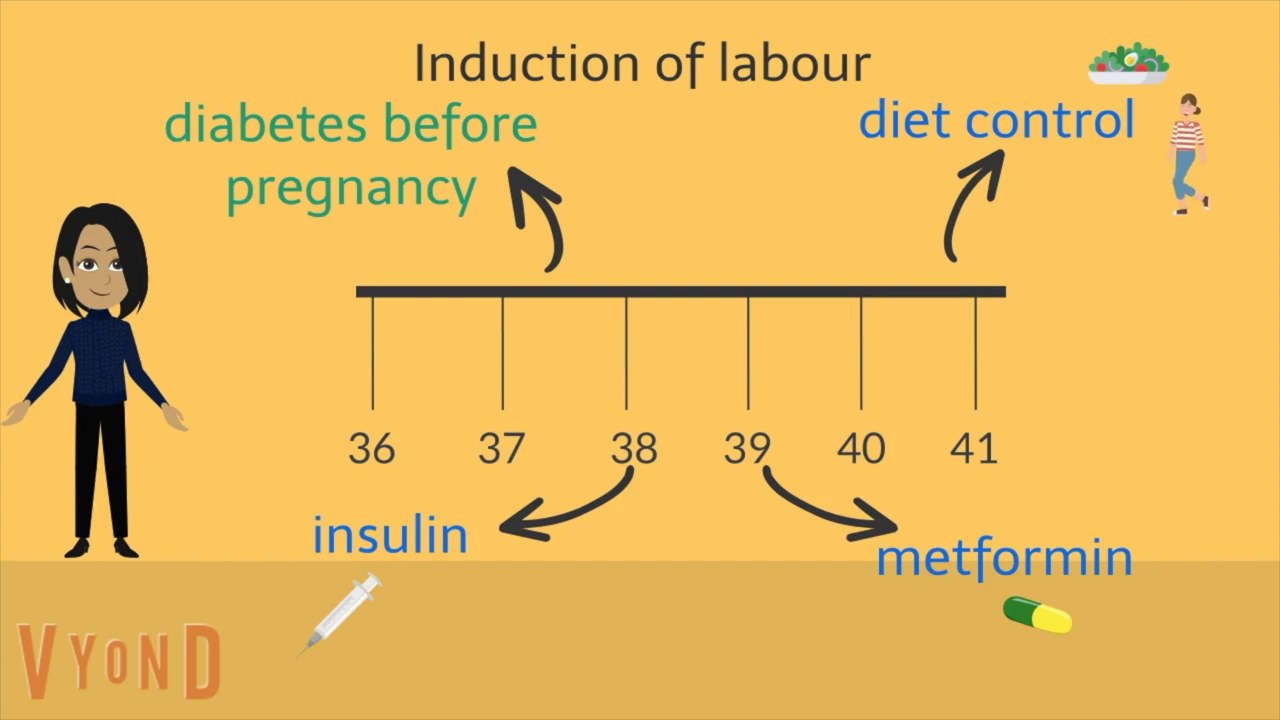 Induction of labour
diabetes before
pregnancy
diet control
36 37 38 39 40 41
insulin
metformin
VYOND